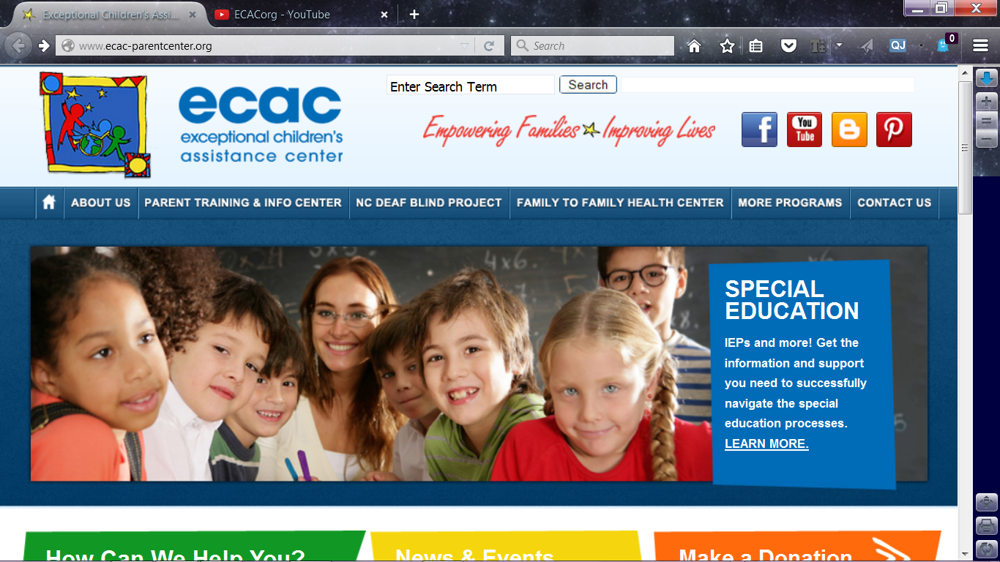 Exceptional Children's Assi...
ECACorg - YouTube
www.ecac-parentcenter.org
Search
QJ
0
Enter Search Term
Search
ecac
exceptional children's
assistance center
Empowering Families Improving Lives
f
You
Tube
ABOUT US
PARENT TRAINING & INFO CENTER
NC DEAF BLIND PROJECT
FAMILY TO FAMILY HEALTH CENTER
MORE PROGRAMS
CONTACT US
4x6.
8.
5
SPECIAL
EDUCATION
IEPs and more! Get the
information and support
you need to successfully
navigate the special
education processes.
LEARN MORE.
How Can We Help You?
News & Events
Make a Donation